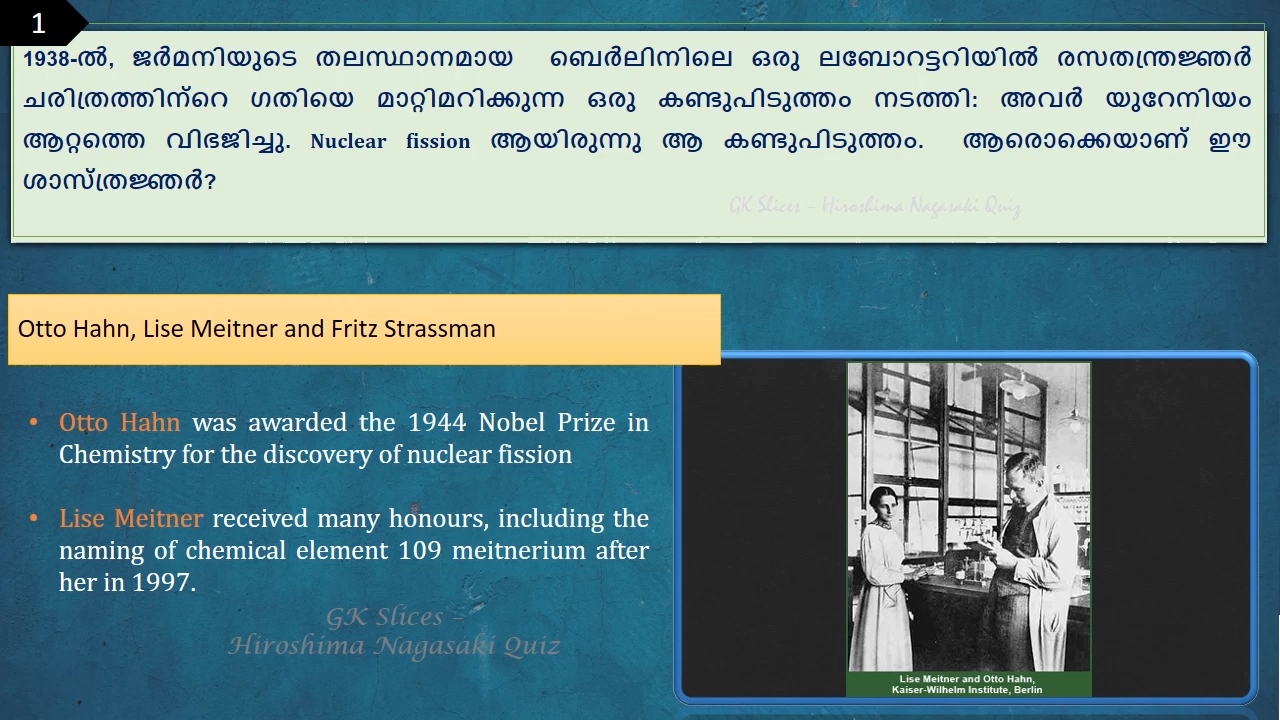 1
1938-ൽ, ജർമനിയുടെ തലസ്ഥാനമായ ബെർലിനിലെ ഒരു ലബോറട്ടറിയിൽ രസതന്ത്രജ്ഞർ
ചരിത്രത്തിന്റെ ഗതിയെ മാറ്റിമറിക്കുന്ന ഒരു കണ്ടുപിടുത്തം നടത്തി: അവർ യുറേനിയം
ആറ്റത്തെ വിഭജിച്ചു. Nuclear fission ആയിരുന്നു ആ കണ്ടുപിടുത്തം. ആരൊക്കെയാണ് ഈ
ശാസ്ത്രജ്ഞർ?
GK Slices – Hiroshima Nagasaki Quiz
Otto Hahn, Lise Meitner and Fritz Strassman
• Otto Hahn was awarded the 1944 Nobel Prize in
Chemistry for the discovery of nuclear fission
• Lise Meitner received many honours, including the
naming of chemical element 109 meitnerium after
her in 1997.
GK Slices –
Hiroshima Nagasaki Quiz
Lise Meitner and Otto Hahn,
Kaiser-Wilhelm Institute, Berlin